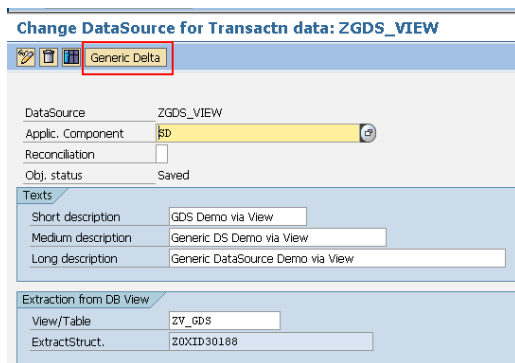 Change DataSource for Transactn data: ZGDS_VIEW
Generic Delta
DataSource ZGDS_VIEW
Applic. Component SD
Reconciliation
Obj. status Saved
Texts
Short description GDS Demo via View
Medium description Generic DS Demo via View
Long description Generic DataSource Demo via View
Extraction from DB View
View/Table ZV_GDS
ExtractStruct. ZOXID30188